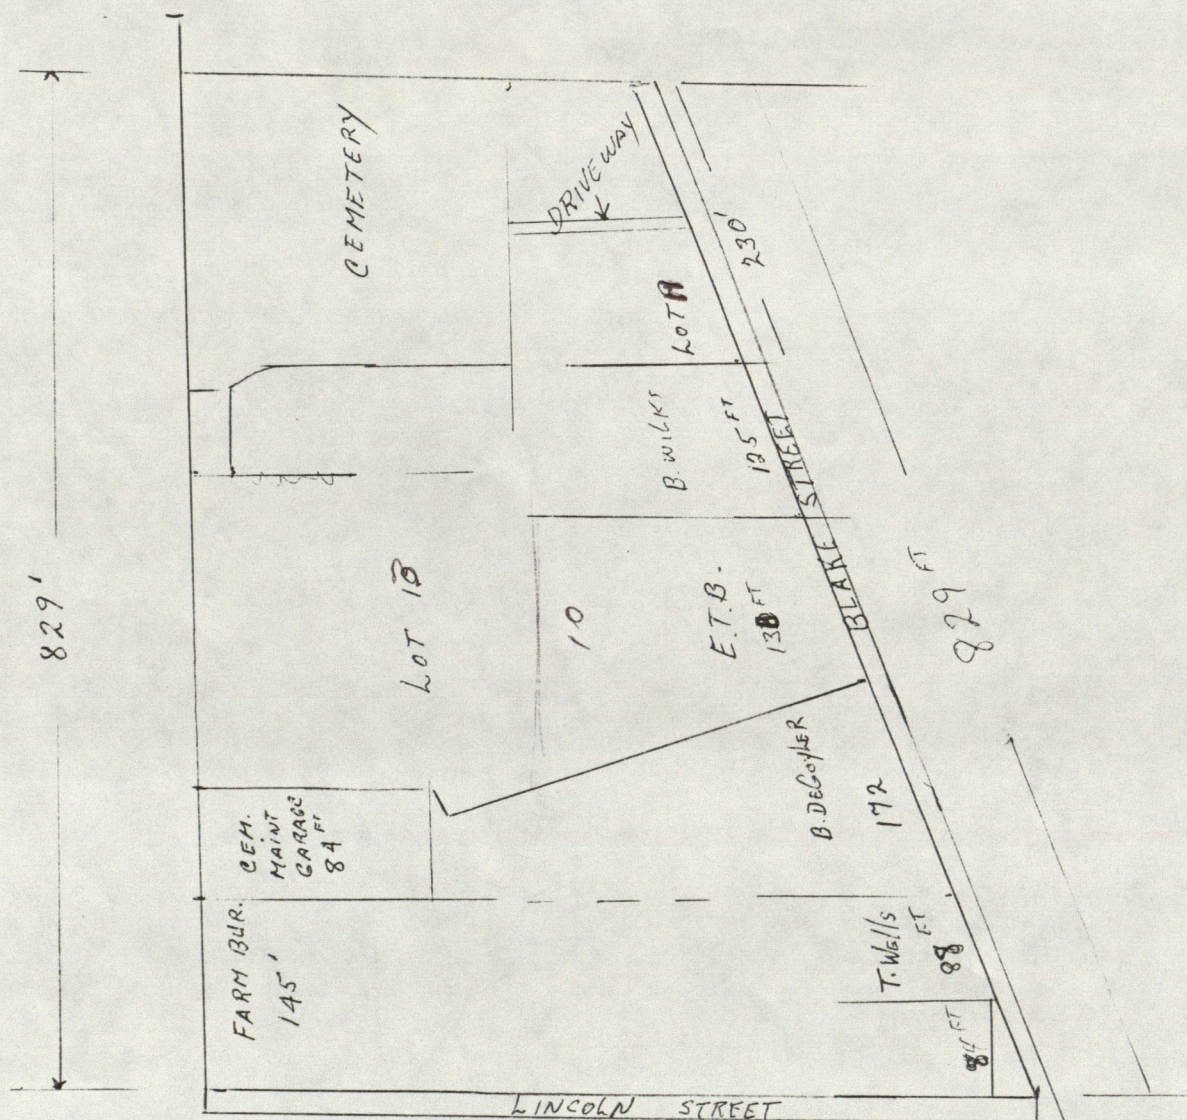 829'
CEMETERY
DRIVEWAY
LOT A
230'
B. WILKS
125 FT
BLAKE STREET
829 FT
LOT B
10
E.T.B.
FT
B. DEGOYLER
172
CEM.
MAINT
GARAGE
84 FT
FARM BUR.
145'
T. Wells
88 FT
84 FT
LINCOLN STREET